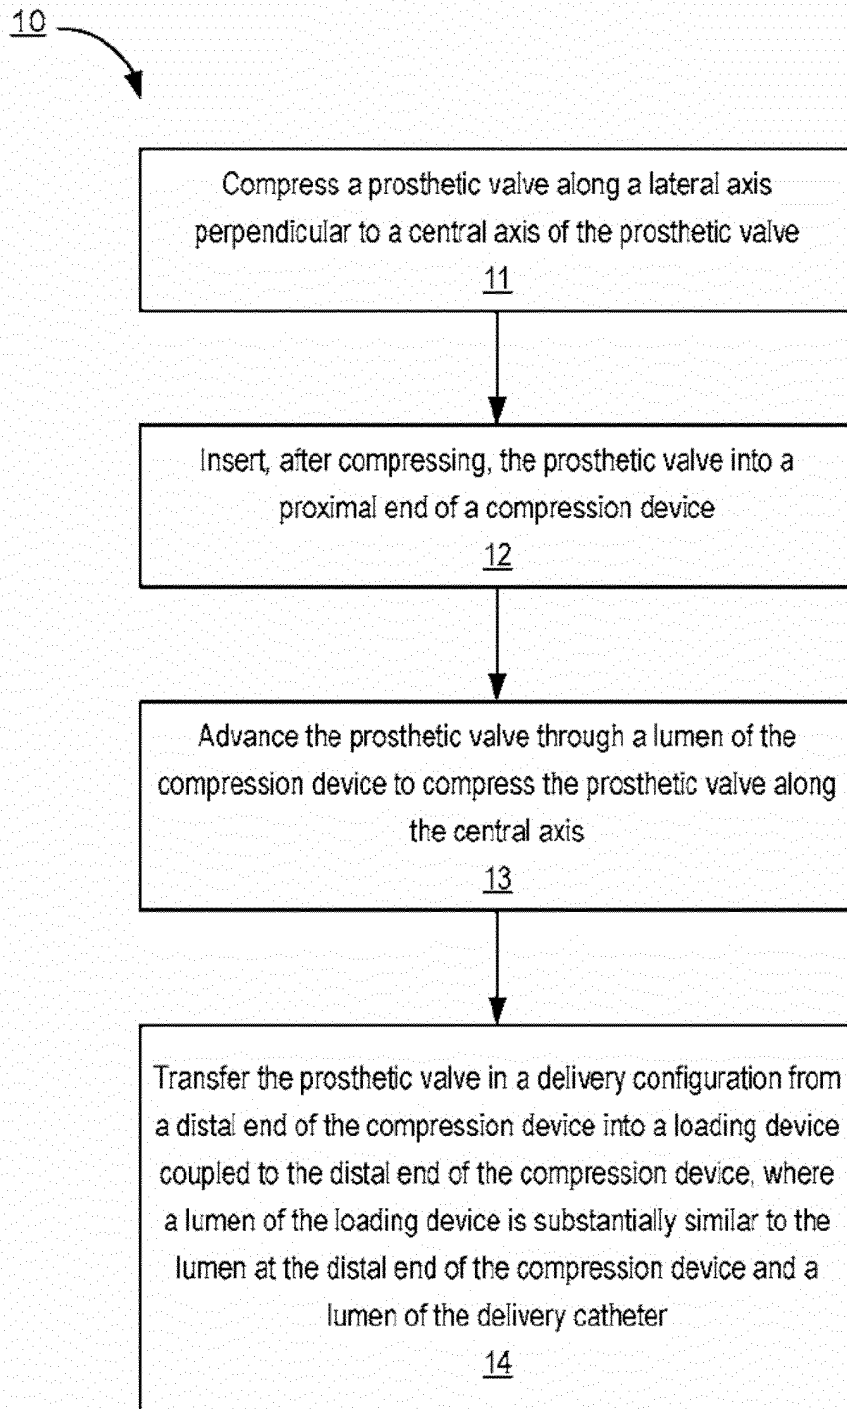 10
Compress a prosthetic valve along a lateral axis
perpendicular to a central axis of the prosthetic valve
11
Insert, after compressing, the prosthetic valve into a
proximal end of a compression device
12
Advance the prosthetic valve through a lumen of the
compression device to compress the prosthetic valve along
the central axis
13
Transfer the prosthetic valve in a delivery configuration from
a distal end of the compression device into a loading device
coupled to the distal end of the compression device, where
a lumen of the loading device is substantially similar to the
lumen at the distal end of the compression device and a
lumen of the delivery catheter
14